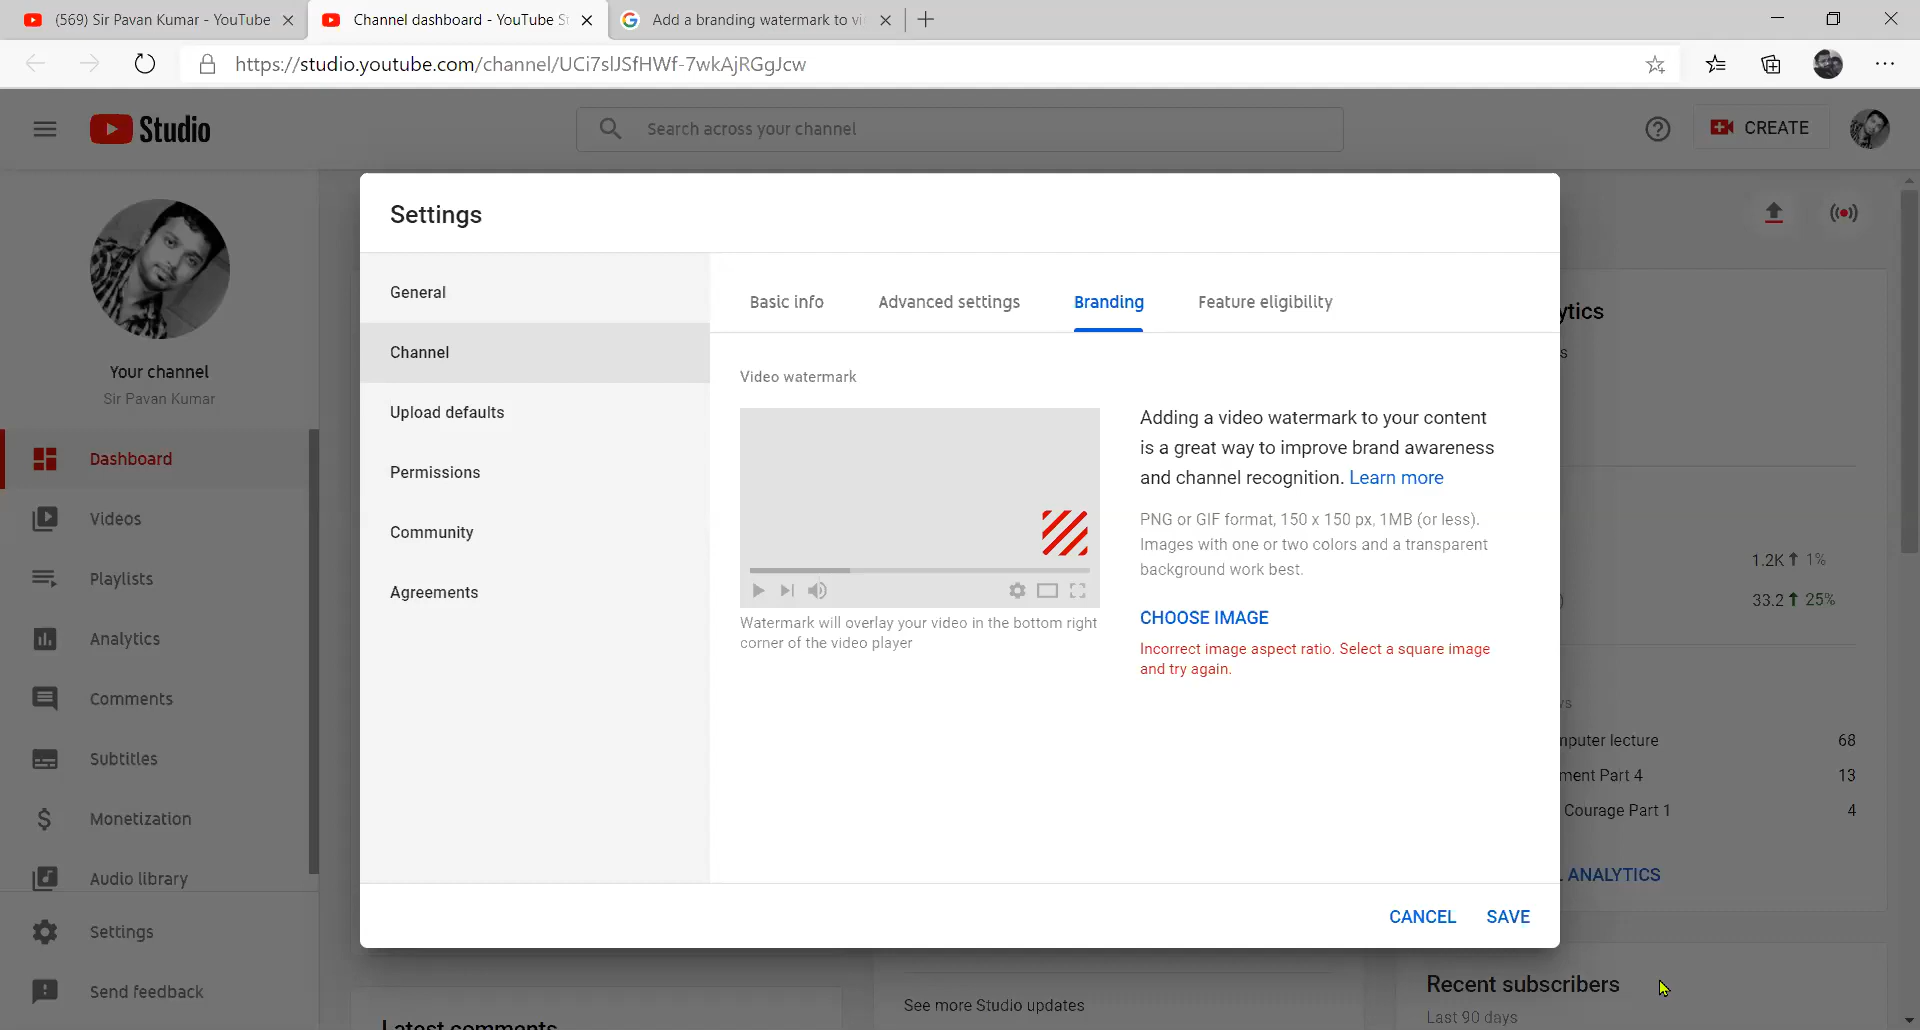 (569) Sir Pavan Kumar - YouTube
Channel dashboard - YouTube St
Add a branding watermark to vi
https://studio.youtube.com/channel/UCi7slJSfHWf-7wkAjRGgJcw
Studio
Search across your channel
CREATE
Your channel
Sir Pavan Kumar
Dashboard
Videos
Playlists
Analytics
Comments
Subtitles
Monetization
Audio library
Settings
Send feedback
Settings
General
Channel
Upload defaults
Permissions
Community
Agreements
Basic info
Advanced settings
Branding
Feature eligibility
Video watermark
Watermark will overlay your video in the bottom right
corner of the video player
Adding a video watermark to your content
is a great way to improve brand awareness
and channel recognition. Learn more
PNG or GIF format, 150 x 150 px, 1MB (or less).
Images with one or two colors and a transparent
background work best.
CHOOSE IMAGE
Incorrect image aspect ratio. Select a square image
and try again.
CANCEL
SAVE
ytics
s
1.2K 1%
) 33.2 25%
nputer lecture 68
ment Part 4 13
Courage Part 1 4
ANALYTICS
Latest comments
See more Studio updates
Recent subscribers
Last 90 days